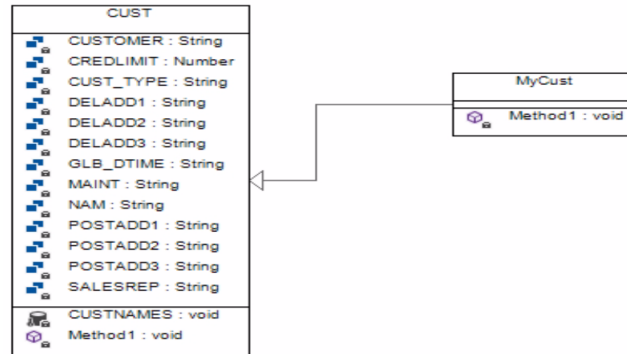 CUST
CUSTOMER : String
CREDLIMIT : Number
CUST_TYPE : String
DELADD1 : String
DELADD2 : String
DELADD3 : String
GLB_DTIME : String
MAINT : String
NAM : String
POSTADD1 : String
POSTADD2 : String
POSTADD3 : String
SALESREP : String
CUSTNAMES : void
Method1 : void
MyCust
Method1 : void